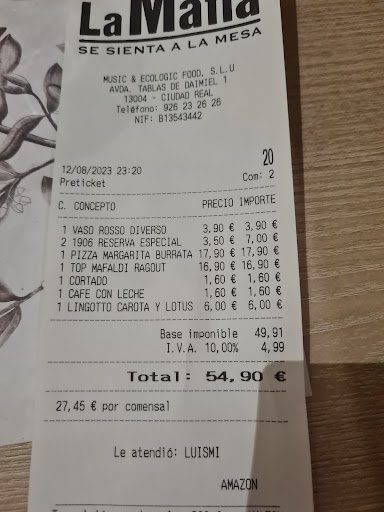 La Mafia
SE SIENTA A LA MESA
MUSIC & ECOLOGIC FOOD, S.L.U
AVDA. TABLAS DE DAIMIEL 1
13004 - CIUDAD REAL
Teléfono: 926 23 26 26
NIF: B13543442
20
12/08/2023 23:20 Com: 2
Preticket
C. CONCEPTO PRECIO IMPORTE
1 VASO ROSSO DIVERSO 3,90 € 3,90 €
2 1906 RESERVA ESPECIAL 3,50 € 7,00 €
1 PIZZA MARGARITA BURRATA 17,90 € 17,90 €
1 TOP MAFALDI RAGOUT 16,90 € 16,90 €
1 CORTADO 1,60 € 1,60 €
1 CAFE CON LECHE 1,60 € 1,60 €
1 LINGOTTO CAROTA Y LOTUS 6,00 € 6,00 €
Base imponible 49,91
I.V.A. 10,00% 4,99
Total: 54,90 €
27,45 € por comensal
Le atendió: LUISMI
AMAZON